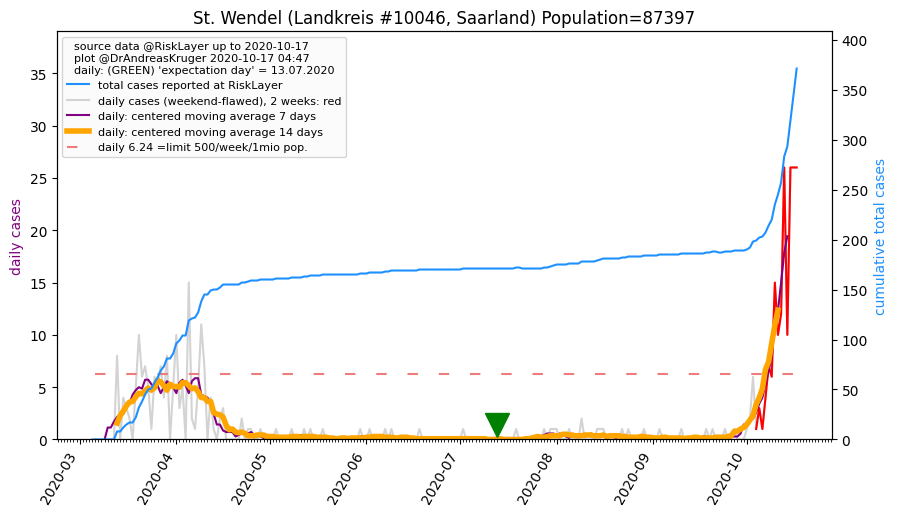 St. Wendel (Landkreis #10046, Saarland) Population=87397
source data @RiskLayer up to 2020-10-17
plot @DrAndreasKruger 2020-10-17 04:47
daily: (GREEN) 'expectation day' = 13.07.2020
total cases reported at RiskLayer
daily cases (weekend-flawed), 2 weeks: red
daily: centered moving average 7 days
daily: centered moving average 14 days
daily 6.24 =limit 500/week/1mio pop.
daily cases
35
30
25
20
15
10
5
0
cumulative total cases
400
350
300
250
200
150
100
50
0
2020-03
2020-04
2020-05
2020-06
2020-07
2020-08
2020-09
2020-10